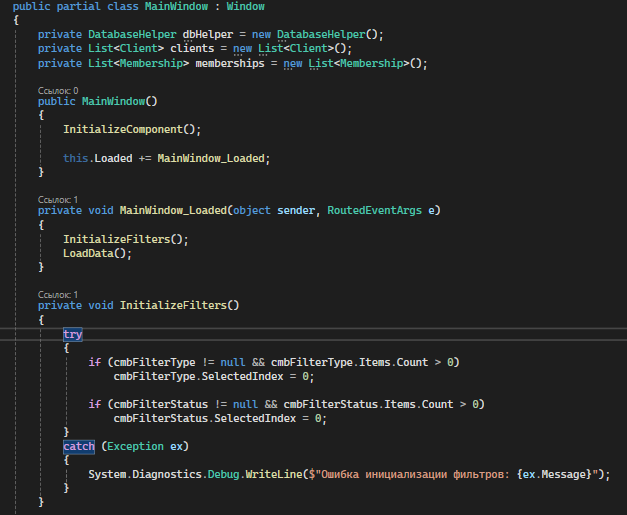 public partial class MainWindow : Window
{
private DatabaseHelper dbHelper = new DatabaseHelper();
private List<Client> clients = new List<Client>();
private List<Membership> memberships = new List<Membership>();
Ссылок: 0
public MainWindow()
{
InitializeComponent();
this.Loaded += MainWindow_Loaded;
}
Ссылок: 1
private void MainWindow_Loaded(object sender, RoutedEventArgs e)
{
InitializeFilters();
LoadData();
}
Ссылок: 1
private void InitializeFilters()
{
try
{
if (cmbFilterType != null && cmbFilterType.Items.Count > 0)
cmbFilterType.SelectedIndex = 0;
if (cmbFilterStatus != null && cmbFilterStatus.Items.Count > 0)
cmbFilterStatus.SelectedIndex = 0;
}
catch (Exception ex)
{
System.Diagnostics.Debug.WriteLine($"Ошибка инициализации фильтров: {ex.Message}");
}
}